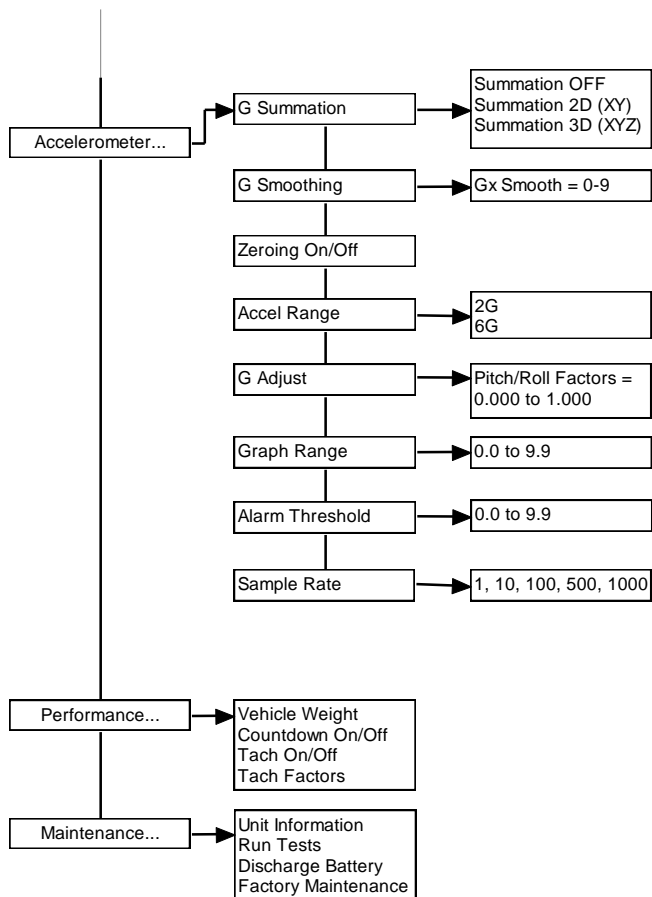 Accelerometer...
G Summation
Summation OFF
Summation 2D (XY)
Summation 3D (XYZ)
G Smoothing
Gx Smooth = 0-9
Zeroing On/Off
Accel Range
2G
6G
G Adjust
Pitch/Roll Factors =
0.000 to 1.000
Graph Range
0.0 to 9.9
Alarm Threshold
0.0 to 9.9
Sample Rate
1, 10, 100, 500, 1000
Performance...
Vehicle Weight
Countdown On/Off
Tach On/Off
Tach Factors
Maintenance...
Unit Information
Run Tests
Discharge Battery
Factory Maintenance